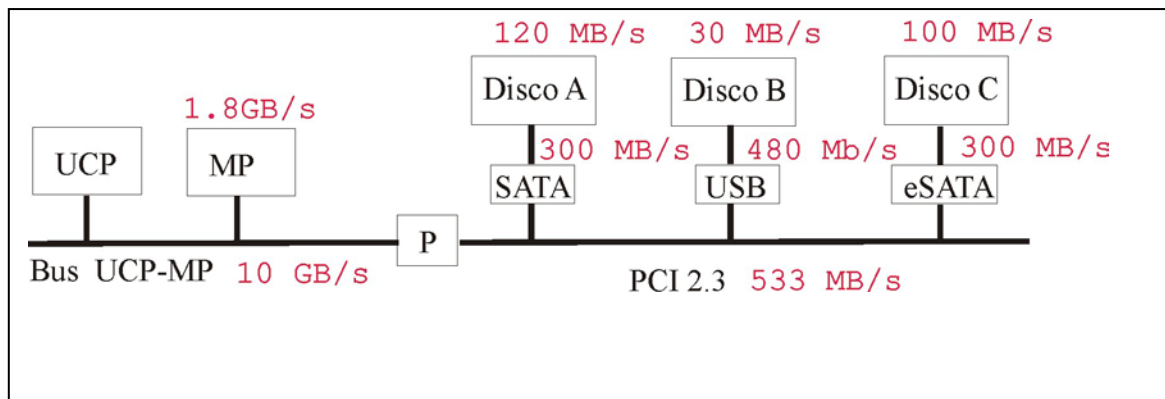 120 MB/s 30 MB/s 100 MB/s
Disco A Disco B Disco C
1.8GB/s
300 MB/s 480 Mb/s 300 MB/s
UCP MP SATA USB eSATA
P
Bus UCP-MP 10 GB/s PCI 2.3 533 MB/s